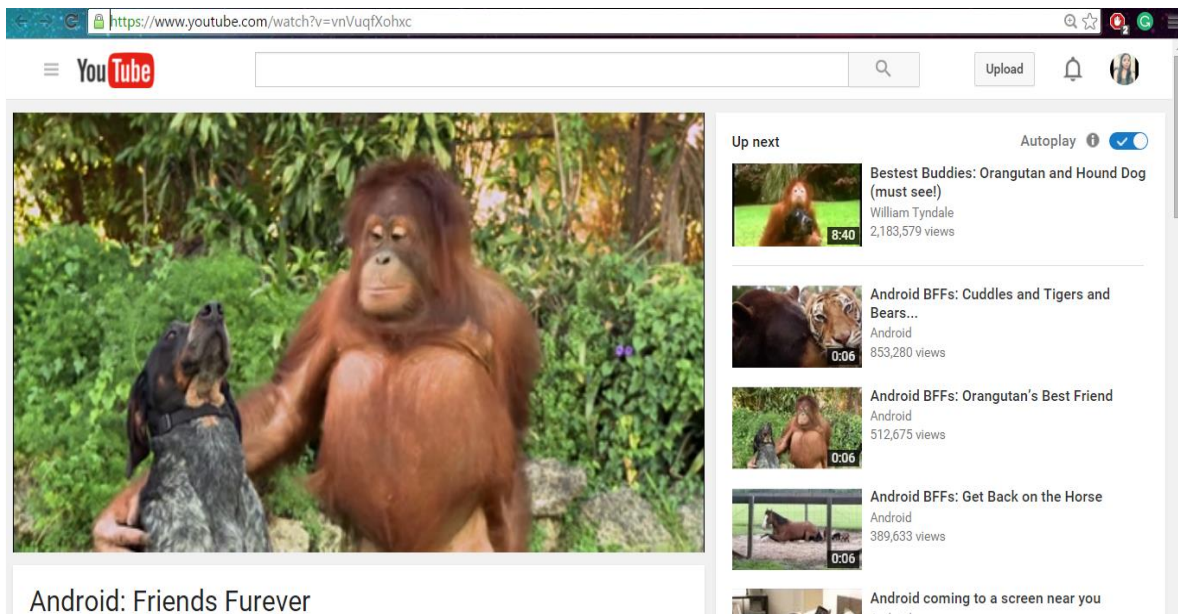 https://www.youtube.com/watch?v=vnVuqfXohxc
2
G
YouTube
Upload
Up next
Autoplay
8:40
Bestest Buddies: Orangutan and Hound Dog
(must see!)
William Tyndale
2,183,579 views
0:06
Android BFFs: Cuddles and Tigers and
Bears...
Android
853,280 views
0:06
Android BFFs: Orangutan's Best Friend
Android
512,675 views
0:06
Android BFFs: Get Back on the Horse
Android
389,633 views
Android coming to a screen near you
Android: Friends Furever